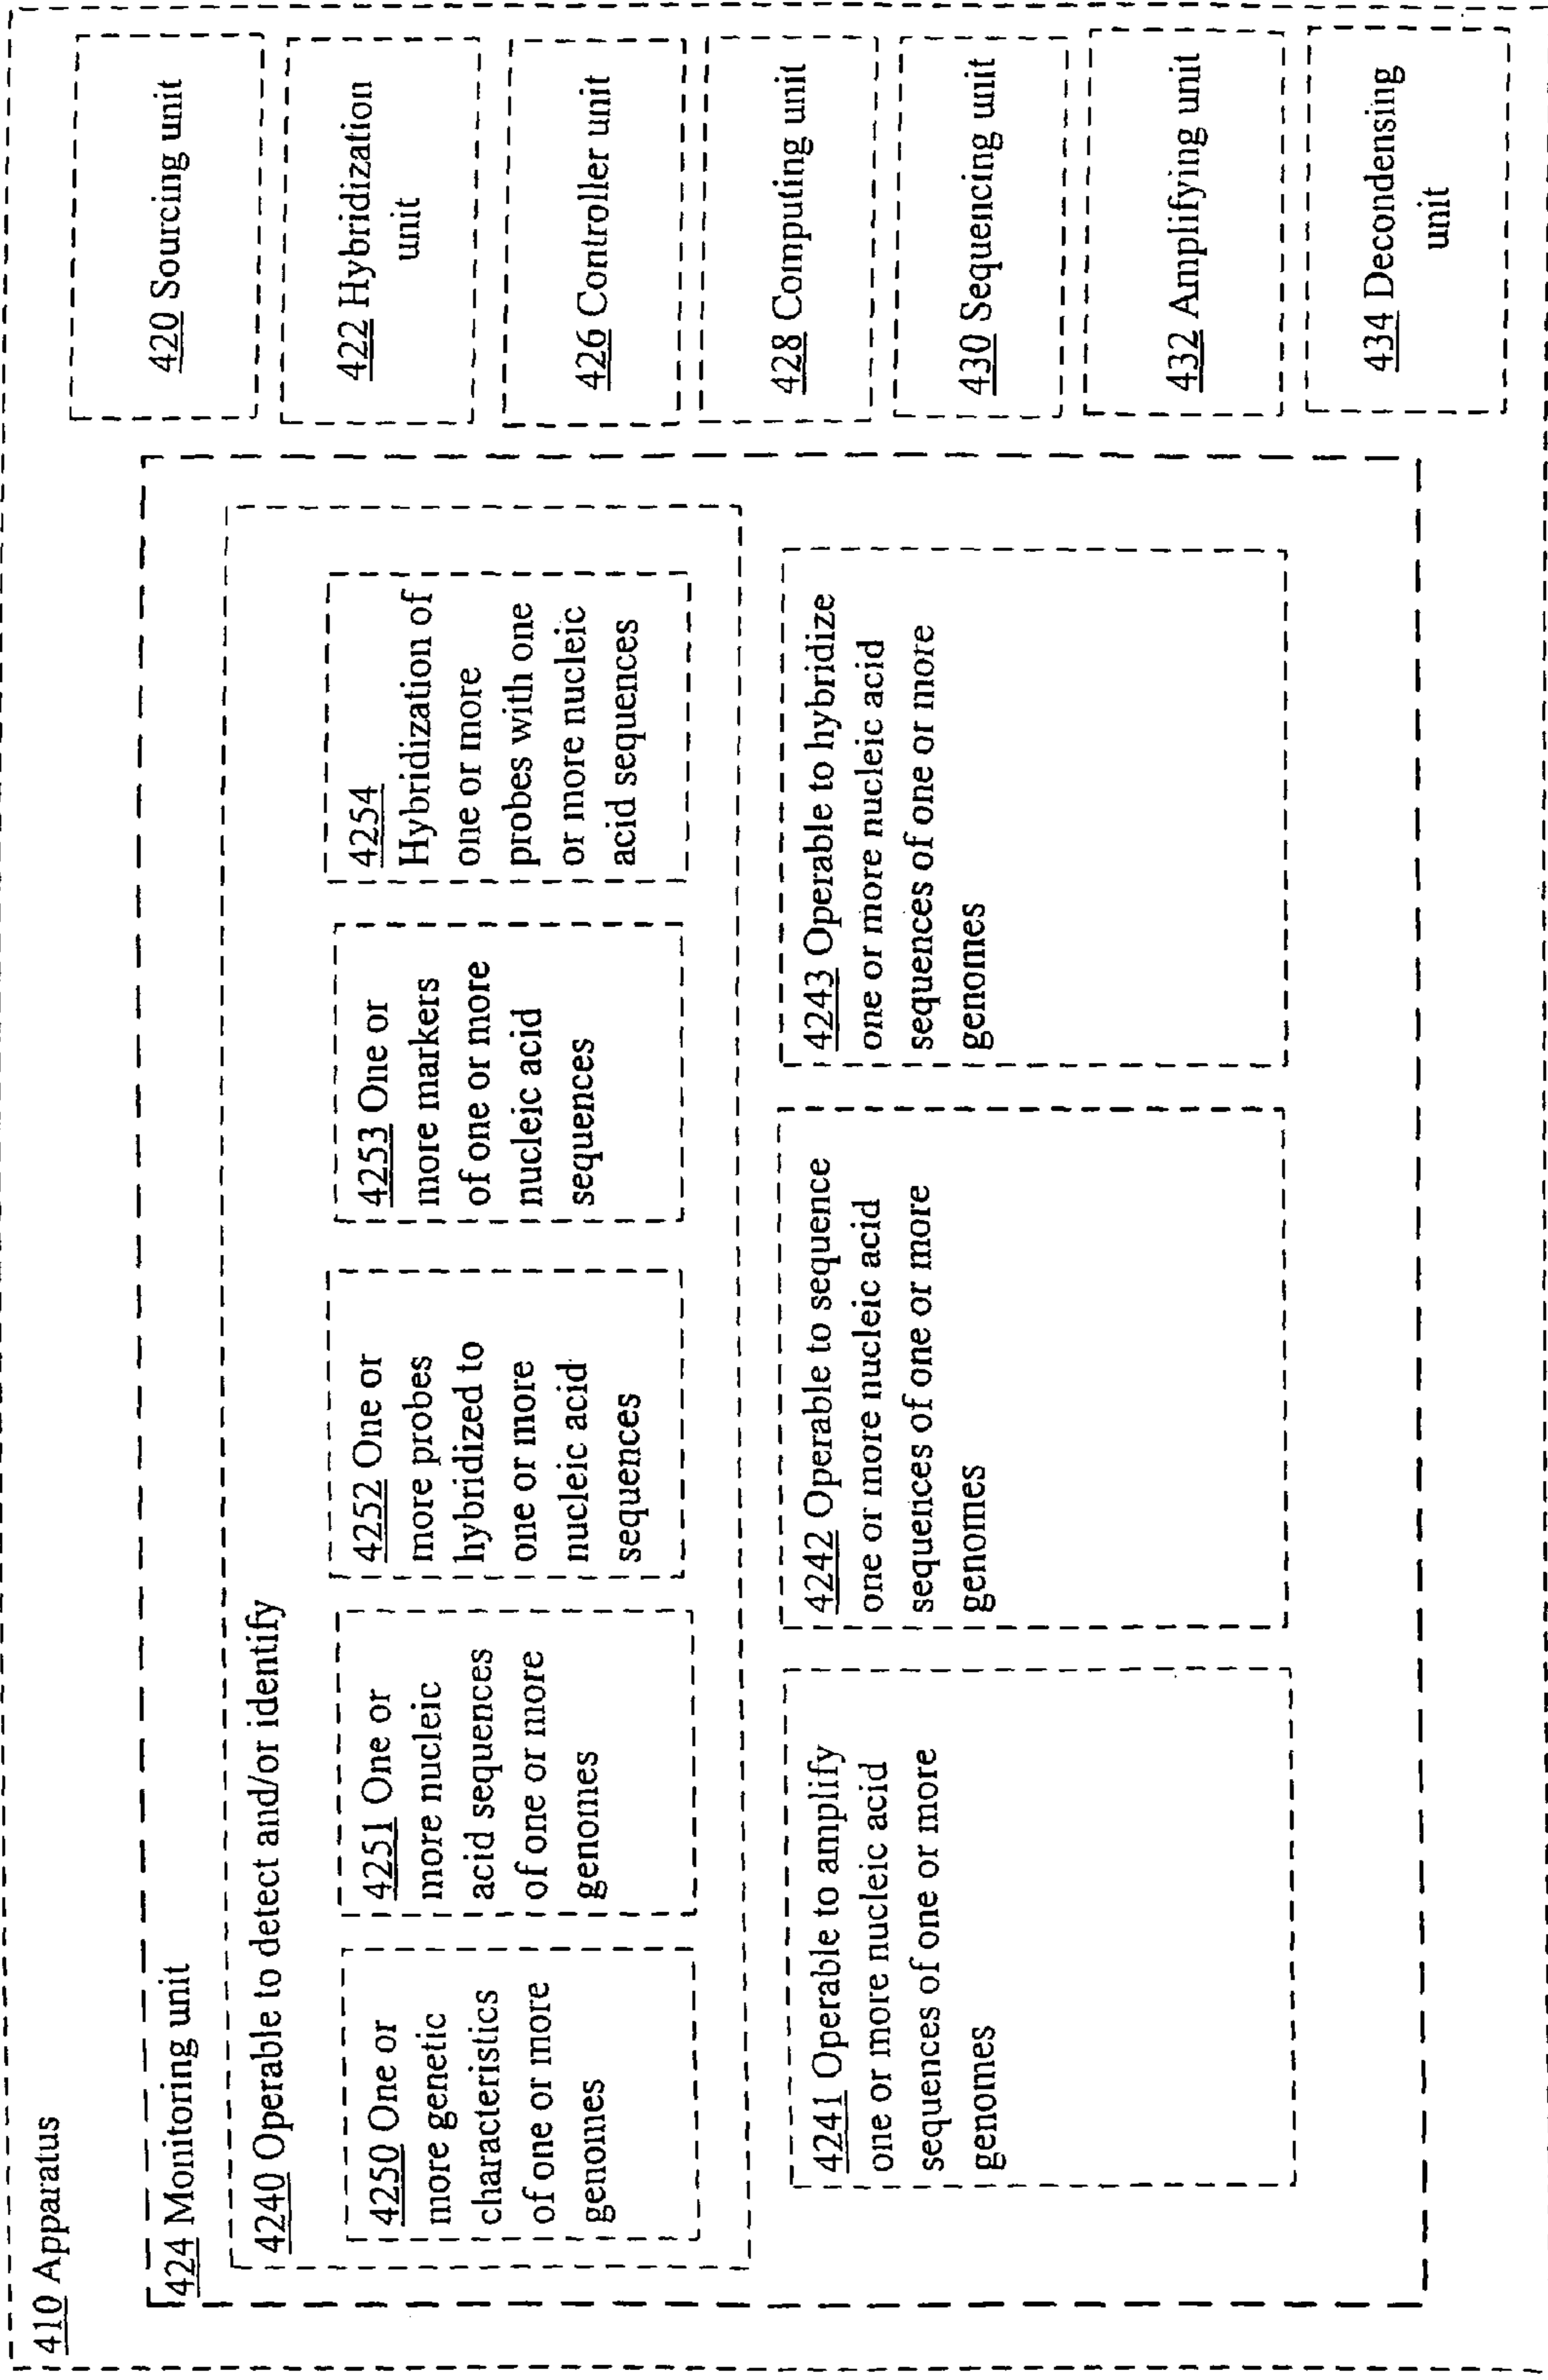 410 Apparatus
424 Monitoring unit
4240 Operable to detect and/or identify
4250 One or
more genetic
characteristics
of one or more
genomes
4251 One or
more nucleic
acid sequences
of one or more
genomes
4252 One or
more probes
hybridized to
one or more
nucleic acid
sequences
4253 One or
more markers
of one or more
nucleic acid
sequences
4254
Hybridization of
one or more
probes with one
or more nucleic
acid sequences
4241 Operable to amplify
one or more nucleic acid
sequences of one or more
genomes
4242 Operable to sequence
one or more nucleic acid
sequences of one or more
genomes
4243 Operable to hybridize
one or more nucleic acid
sequences of one or more
genomes
420 Sourcing unit
422 Hybridization
unit
426 Controller unit
428 Computing unit
430 Sequencing unit
432 Amplifying unit
434 Decondensing
unit